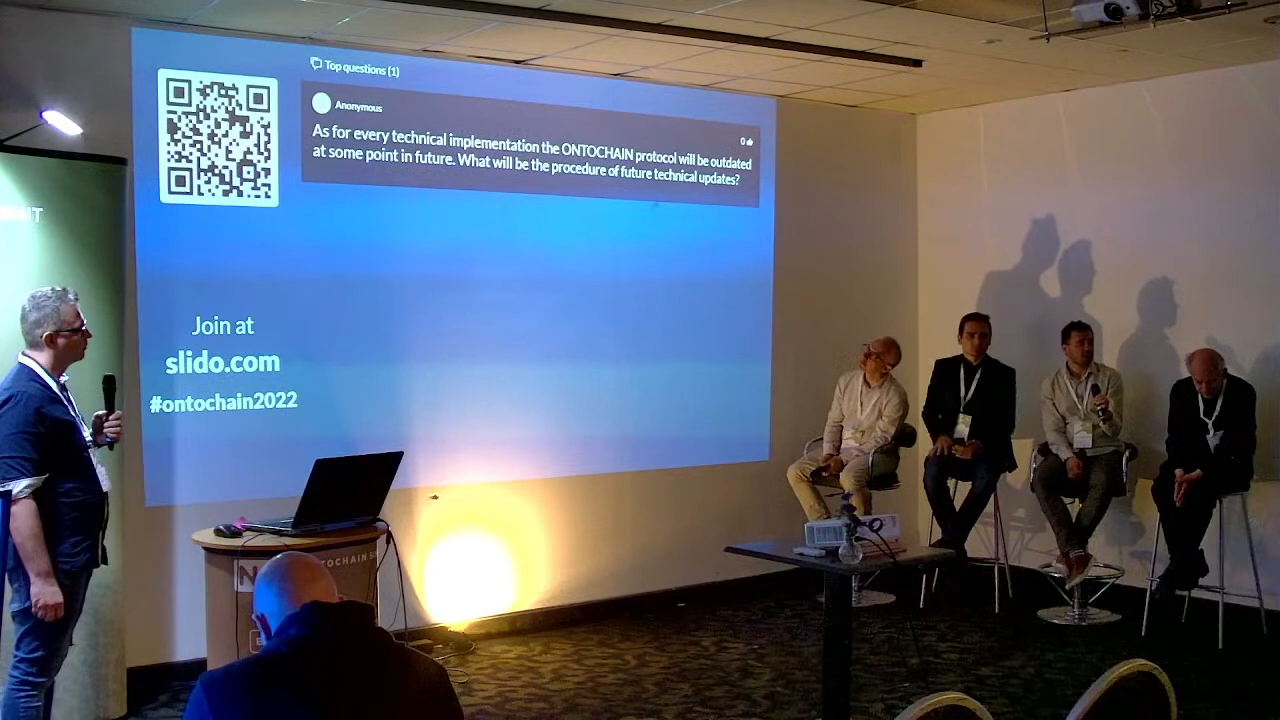 Top questions (1)
Anonymous
0
As for every technical implementation the ONTOCHAIN protocol will be outdated
at some point in future. What will be the procedure of future technical updates?
Join at
slido.com
#ontochain2022